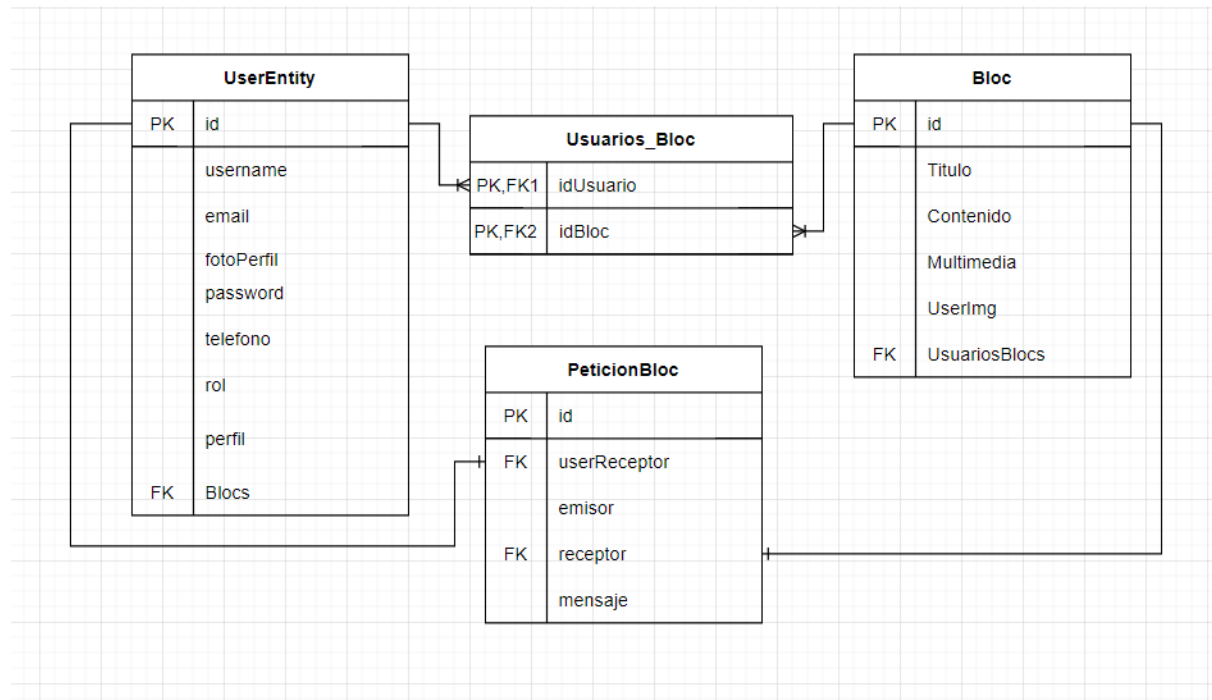 UserEntity
PK id
username
email
fotoPerfil
password
telefono
rol
perfil
FK Blocs
Usuarios_Bloc
PK,FK1 idUsuario
PK,FK2 idBloc
Bloc
PK id
Titulo
Contenido
Multimedia
UserImg
FK UsuariosBlocs
PeticionBloc
PK id
FK userReceptor
emisor
FK receptor
mensaje